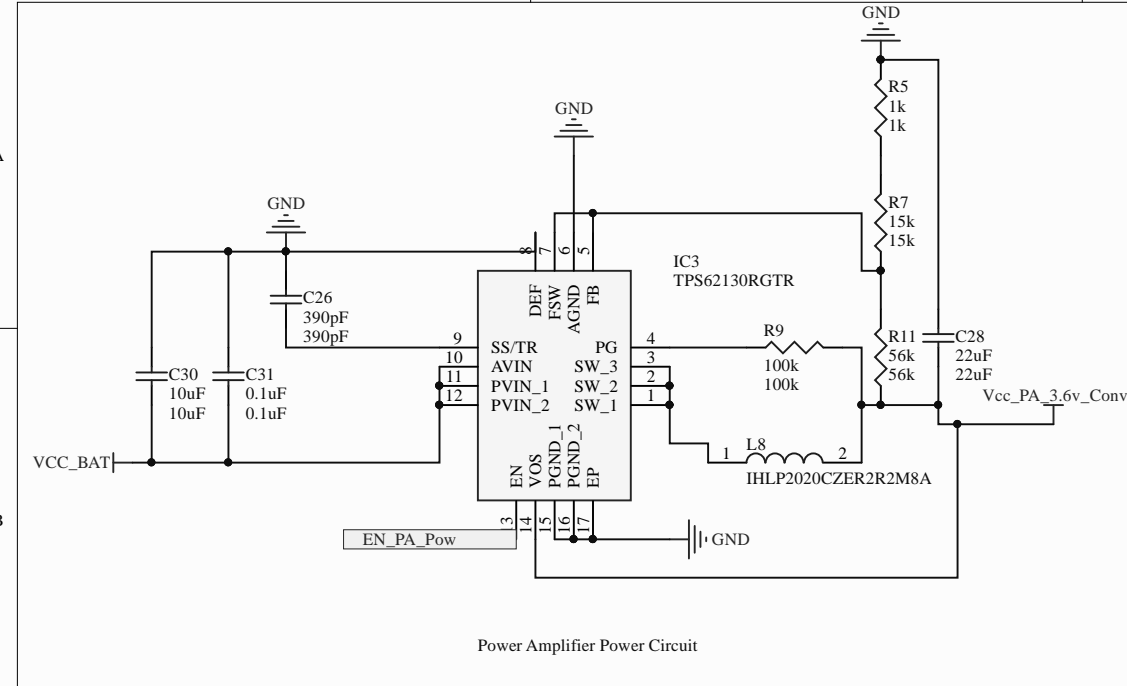 GND
R5
1k
1k
GND
R7
15k
15k
GND
8
7
6
5
IC3
TPS62130RGTR
DEF
FSW
AGND
FB
C26
390pF
390pF
9
SS/TR
PG
4
R9
100k
100k
10
AVIN
SW_3
3
11
PVIN_1
SW_2
2
12
PVIN_2
SW_1
1
R11
56k
56k
C28
22uF
22uF
C30
10uF
10uF
C31
0.1uF
0.1uF
Vcc_PA_3.6v_Conv
VCC_BAT
EN
VOS
PGND_1
PGND_2
EP
1
L8
2
IHLP2020CZER2R2M8A
13
14
15
16
17
EN_PA_Pow
GND
Power Amplifier Power Circuit